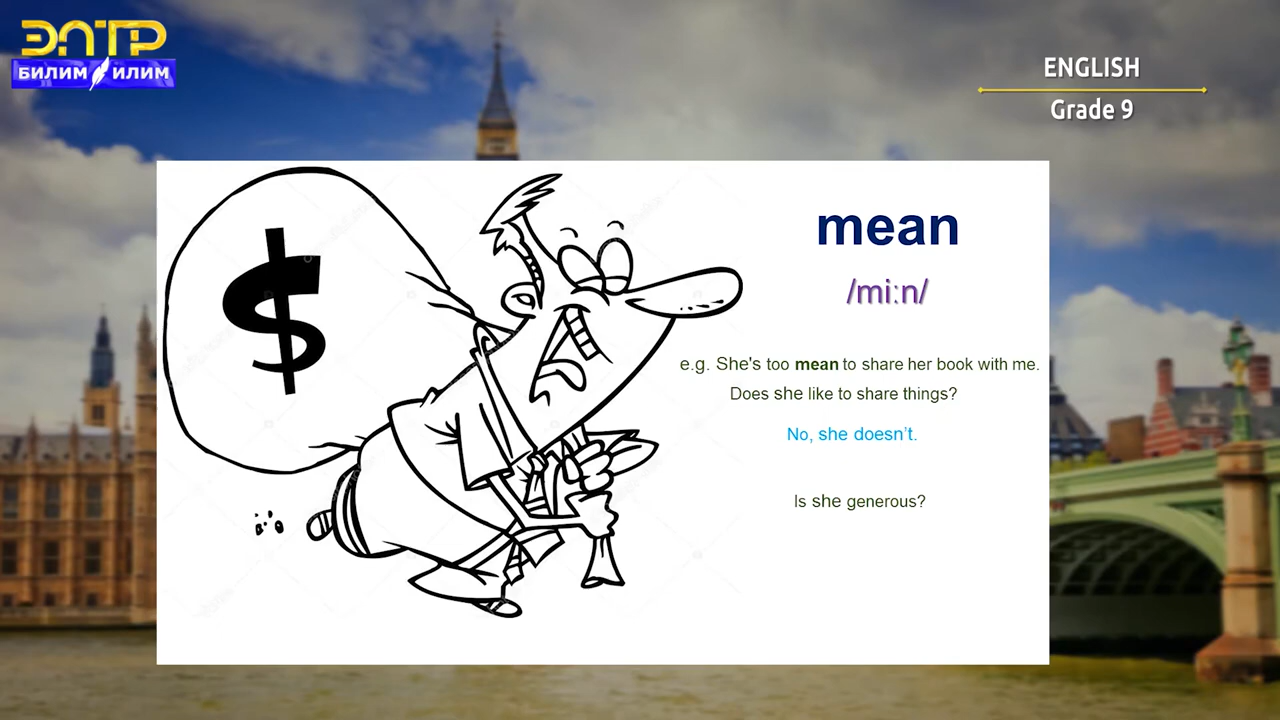 ЭЛТР
БИЛИМ ИЛИМ
ENGLISH
Grade 9
$
mean
/mi:n/
e.g. She's too mean to share her book with me.
Does she like to share things?
No, she doesn't.
Is she generous?